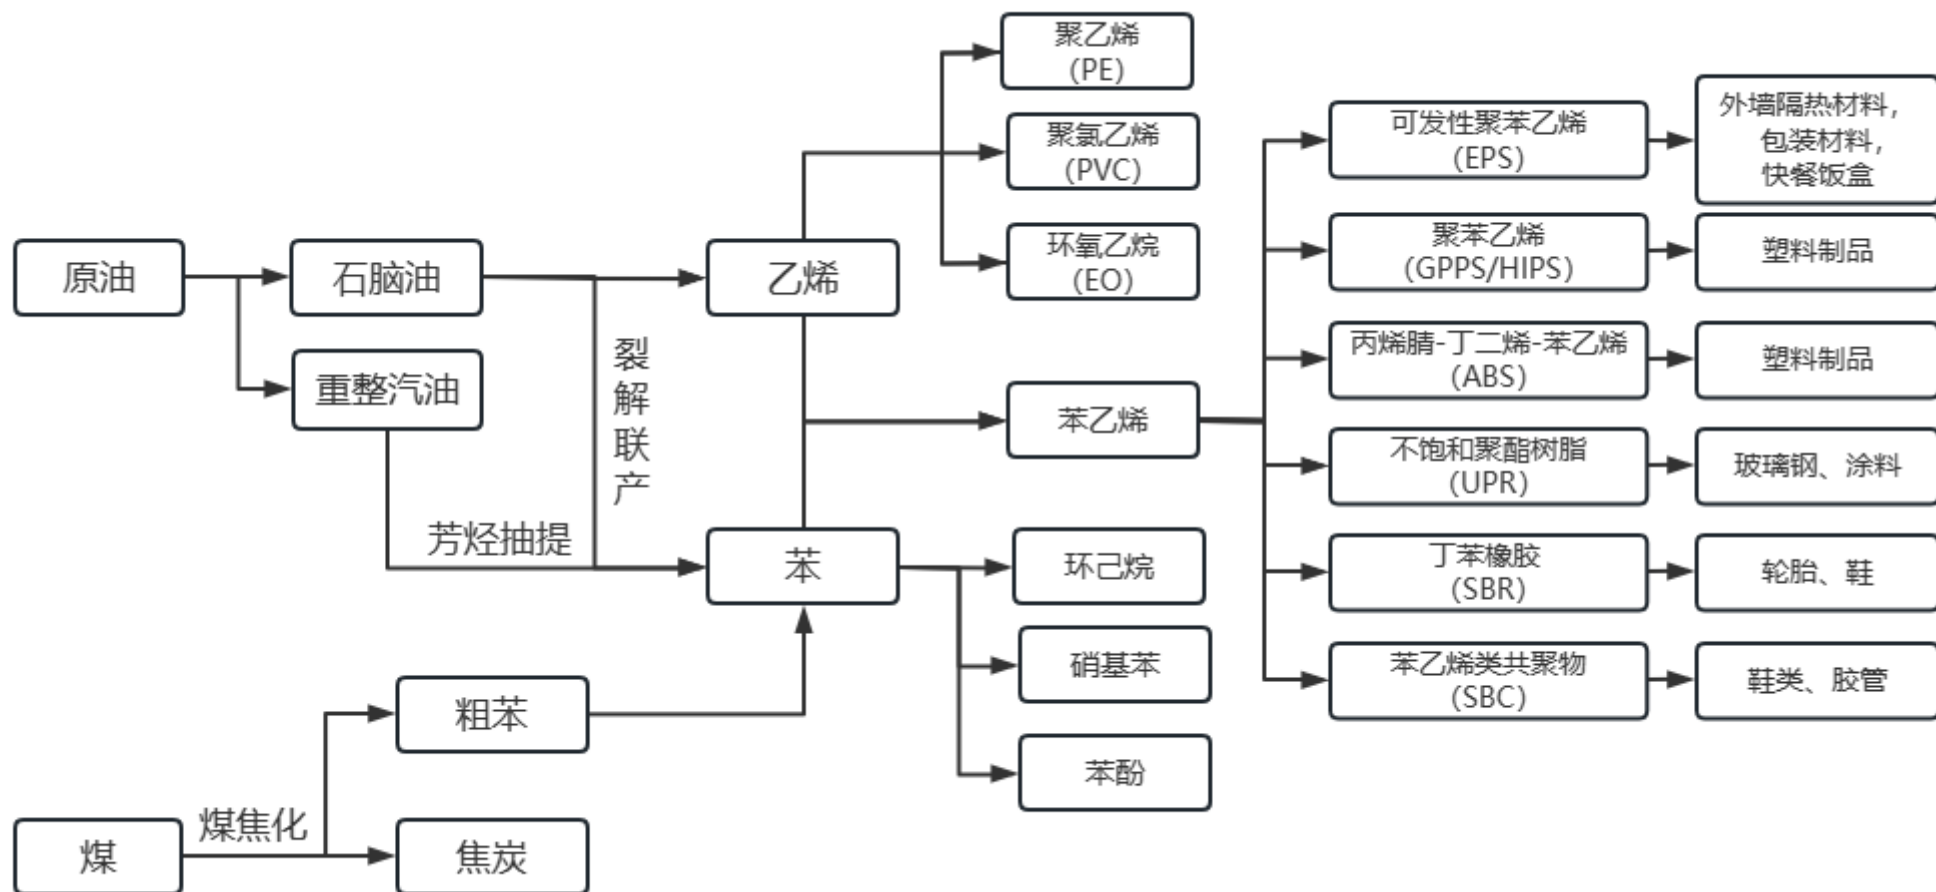 聚乙烯
(PE)
聚氯乙烯
(PVC)
环氧乙烷
(EO)
可发性聚苯乙烯
(EPS)
外墙隔热材料，
包装材料，
快餐饭盒
聚苯乙烯
(GPPS/HIPS)
塑料制品
原油
石脑油
乙烯
重整汽油
裂
解
联
产
丙烯腈-丁二烯-苯乙烯
(ABS)
塑料制品
苯乙烯
不饱和聚酯树脂
(UPR)
玻璃钢、涂料
芳烃抽提
苯
环己烷
丁苯橡胶
(SBR)
轮胎、鞋
硝基苯
苯乙烯类共聚物
(SBC)
鞋类、胶管
粗苯
苯酚
煤
煤焦化
焦炭